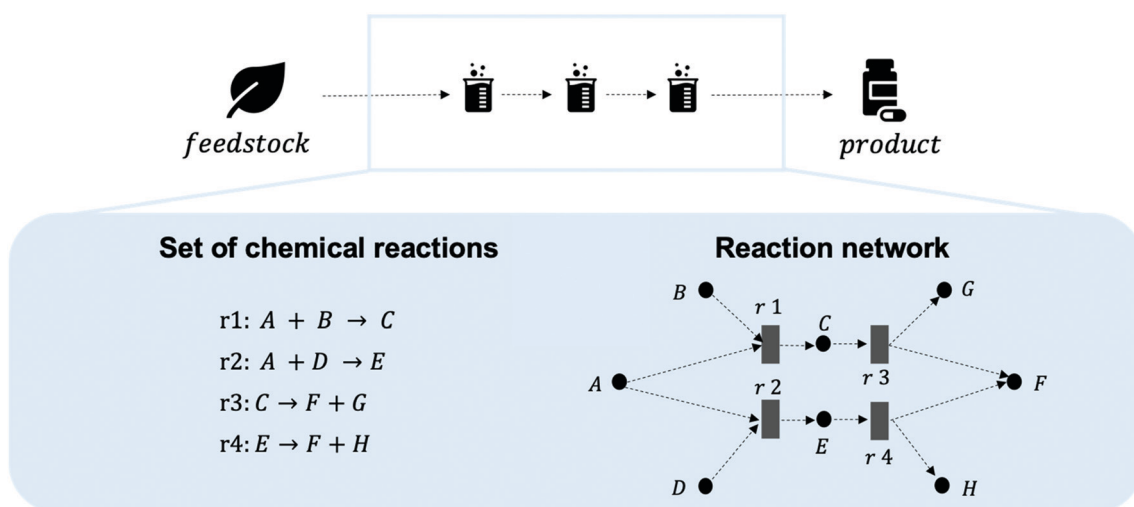 feedstock
product
Set of chemical reactions
Reaction network
r1: A + B → C
r2: A + D → E
r3: C → F + G
r4: E → F + H
B
r 1
C
G
r 3
A
r 2
F
E
r 4
D
H